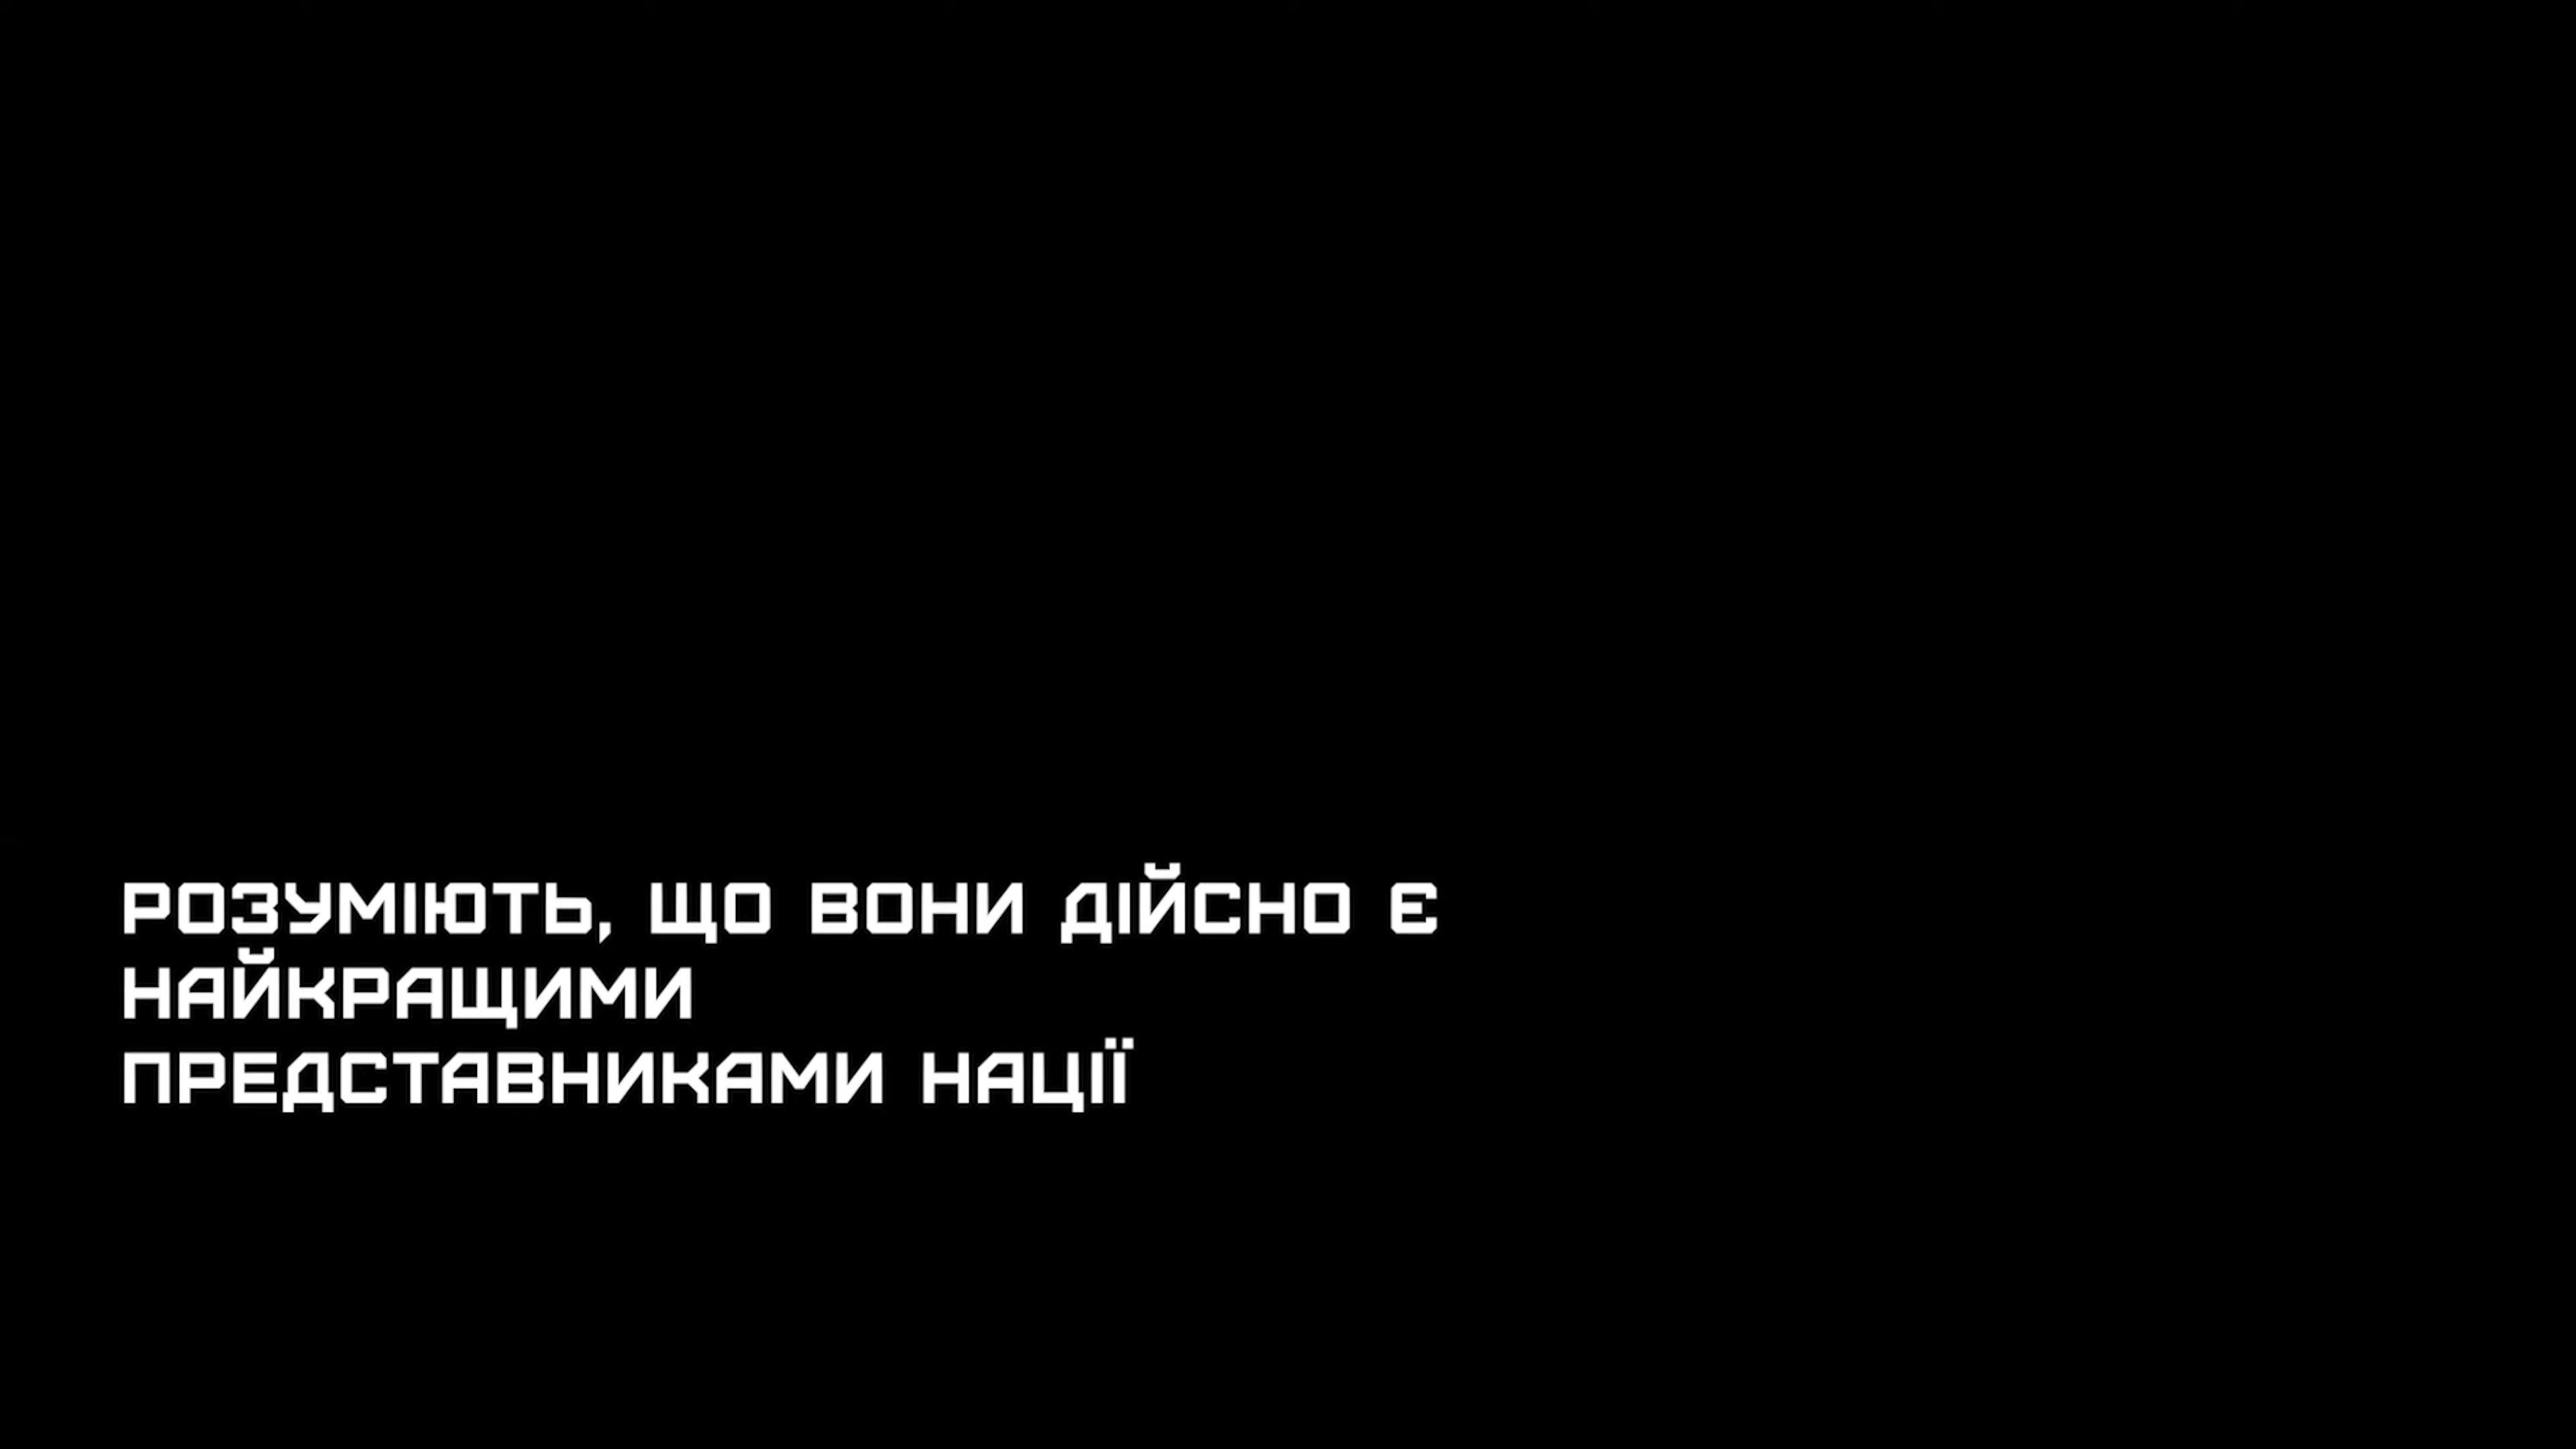 РОЗУМІЮТЬ, ЩО ВОНИ ДІЙСНО Є
НАЙКРАЩИМИ
ПРЕДСТАВНИКАМИ НАЦІЇ